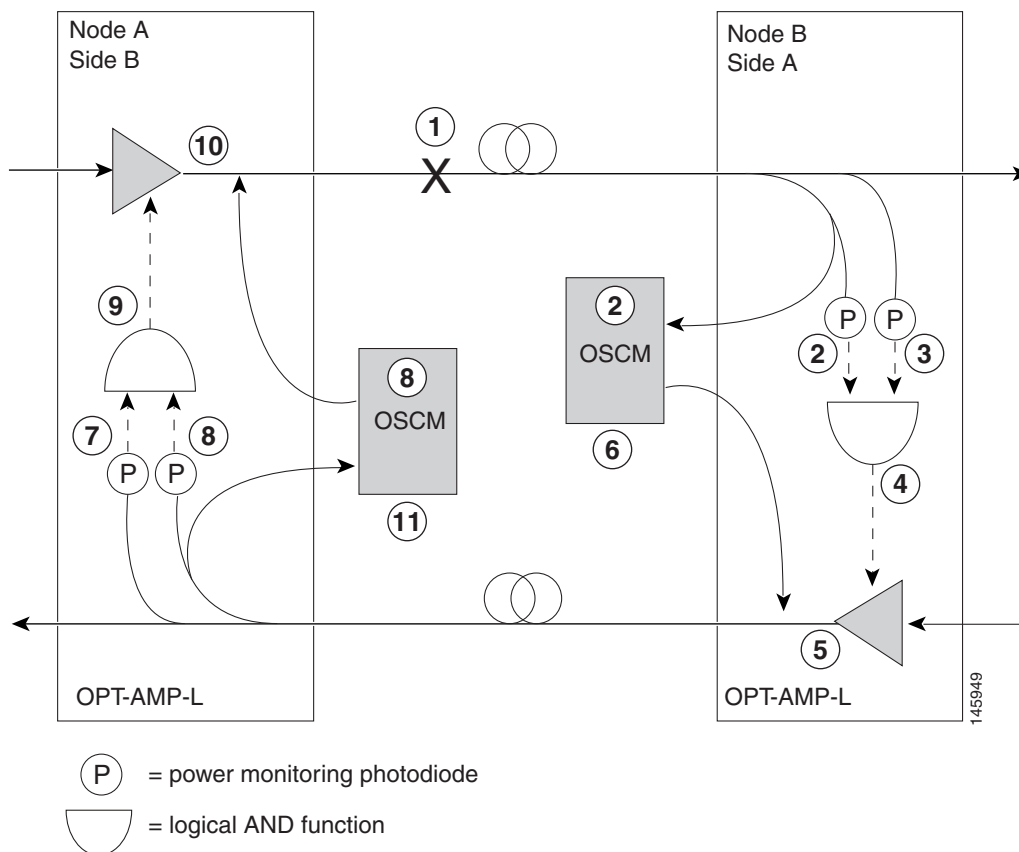 Node A
Side B
Node B
Side A
1
10
X
9
2
OSCM
P
P
2
3
8
OSCM
7
8
6
4
P
P
11
5
OPT-AMP-L
OPT-AMP-L
145949
P = power monitoring photodiode
= logical AND function